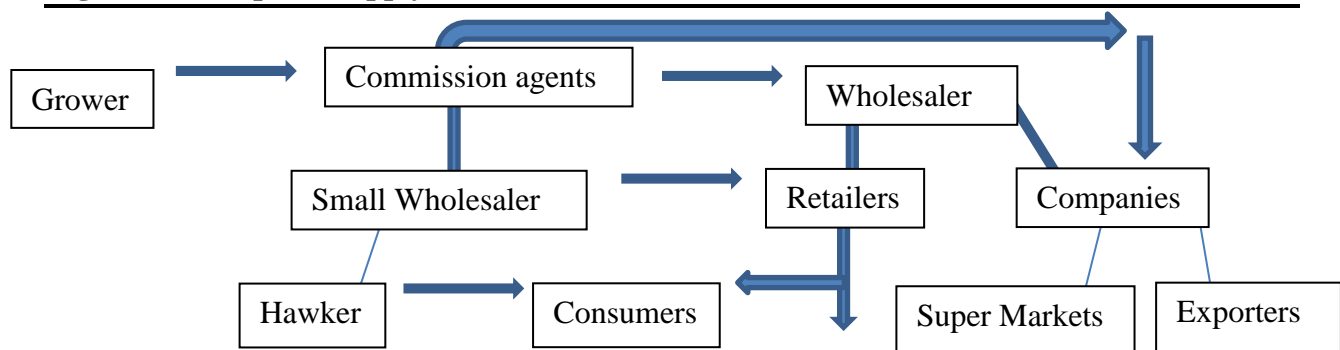 Grower
Commission agents
Wholesaler
Small Wholesaler
Retailers
Companies
Hawker
Consumers
Super Markets
Exporters